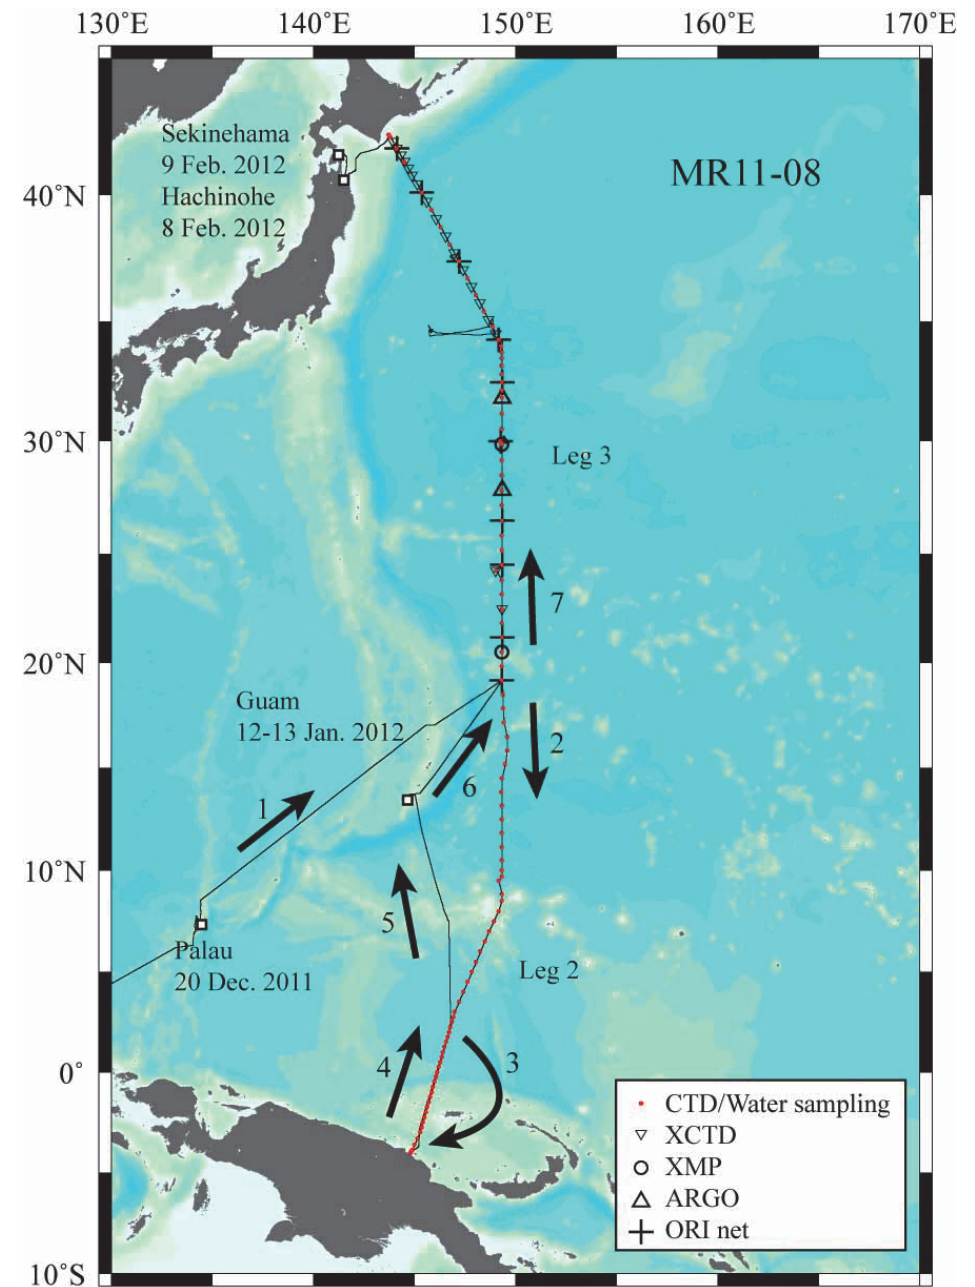 130°E 140°E 150°E 160°E 170°E
Sekinehama
9 Feb. 2012
Hachinohe
8 Feb. 2012
MR11-08
40°N
30°N
Leg 3
7
20°N
Guam
12-13 Jan. 2012
2
6
1
10°N
5
Palau
20 Dec. 2011
Leg 2
4
3
0°
CTD/Water sampling
XCTD
XMP
ARGO
ORI net
10°S